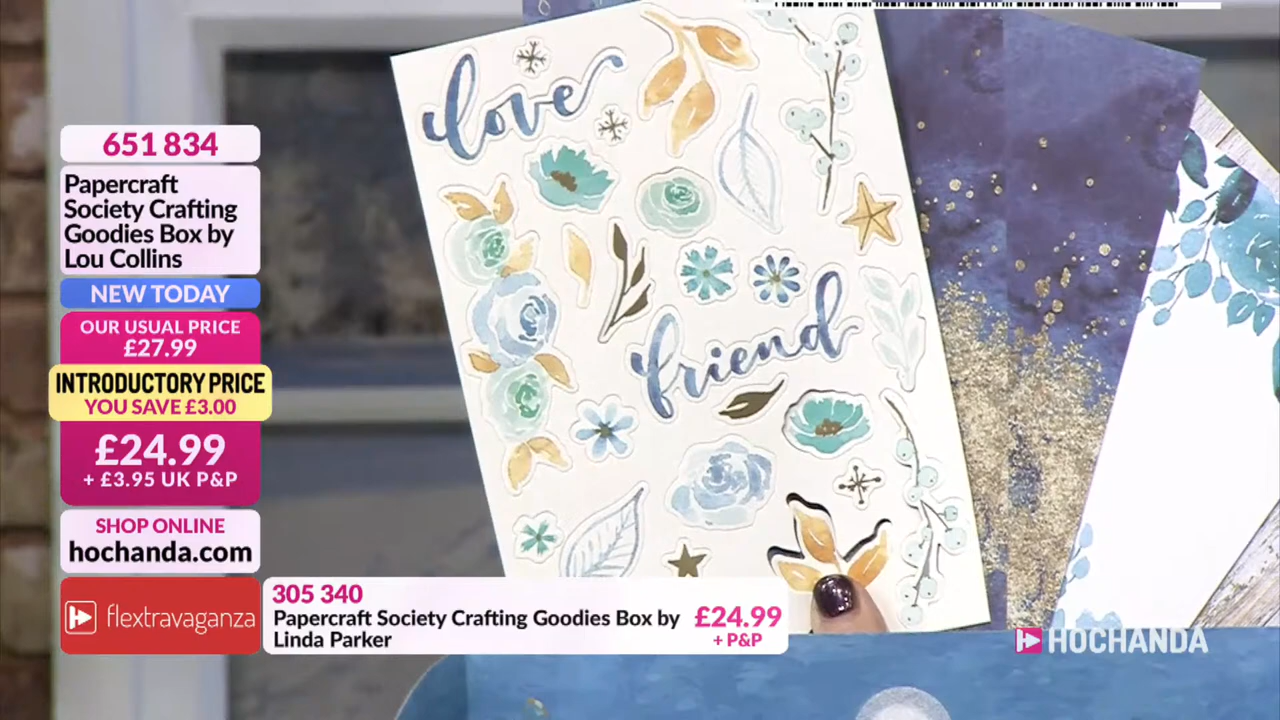 651 834
Papercraft
Society Crafting
Goodies Box by
Lou Collins
NEW TODAY
OUR USUAL PRICE
£27.99
INTRODUCTORY PRICE
YOU SAVE £3.00
£24.99
+ £3.95 UK P&P
SHOP ONLINE
hochanda.com
flextravaganza
305 340
Papercraft Society Crafting Goodies Box by
Linda Parker
£24.99
+ P&P
love
friend
HOCHANDA